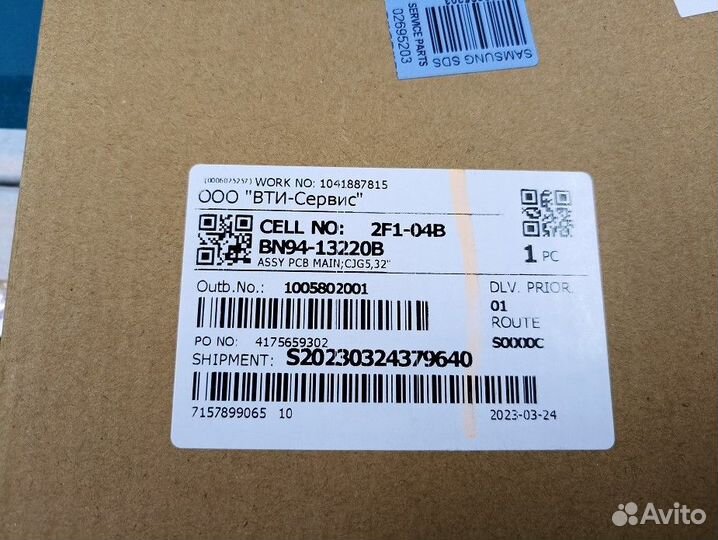 SAMSUNG SDS
SERVICE PARTS
02695203
(0006075257) WORK NO: 1041887815
ООО "ВТИ-Сервис"
CELL NO: 2F1-04B
BN94-13220B
ASSY PCB MAIN;CJG5,32"
1 PC
Outb.No.: 1005802001
DLV. PRIOR.
01
ROUTE
S0000C
PO NO: 4175659302
SHIPMENT: S20230324379640
7157899065 10
2023-03-24
Avito